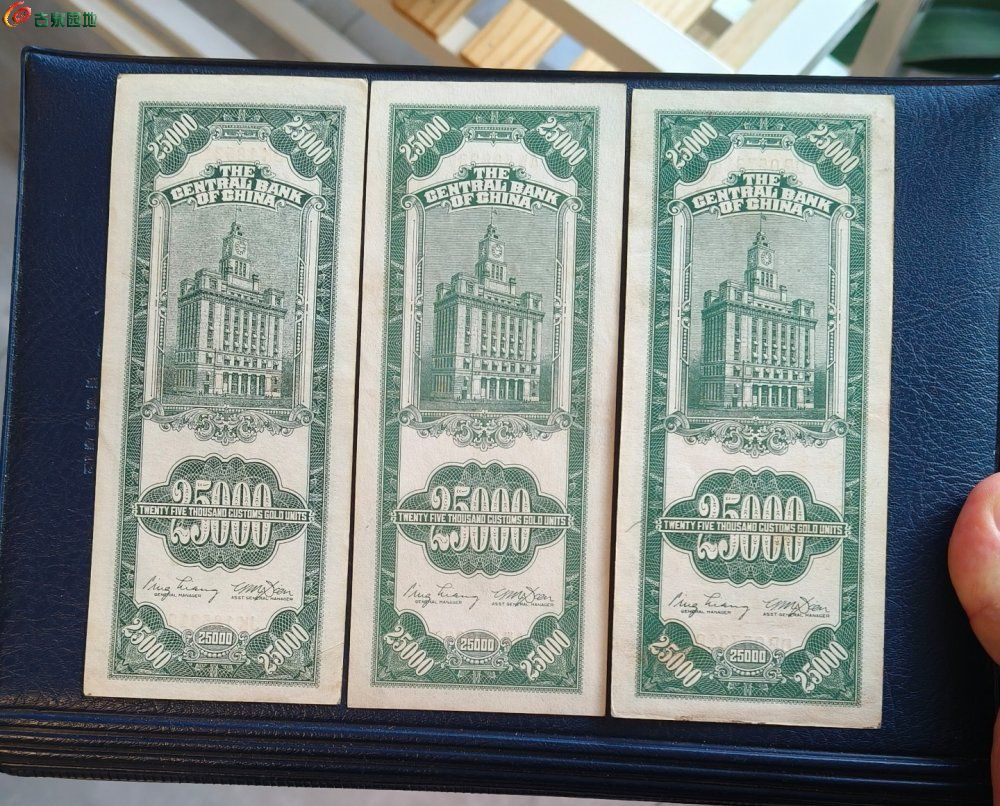 古泉园地
25000 25000
THE
CENTRAL BANK
OF CHINA
25000
TWENTY FIVE THOUSAND CUSTOMS GOLD UNITS
GENERAL MANAGER
ASST GENERAL MANAGER
25000 25000 25000
25000 25000
THE
CENTRAL BANK
OF CHINA
25000
TWENTY FIVE THOUSAND CUSTOMS GOLD UNITS
GENERAL MANAGER
ASST GENERAL MANAGER
25000 25000 25000
25000 25000
THE
CENTRAL BANK
OF CHINA
25000
TWENTY FIVE THOUSAND CUSTOMS GOLD UNITS
GENERAL MANAGER
ASST GENERAL MANAGER
25000 25000 25000